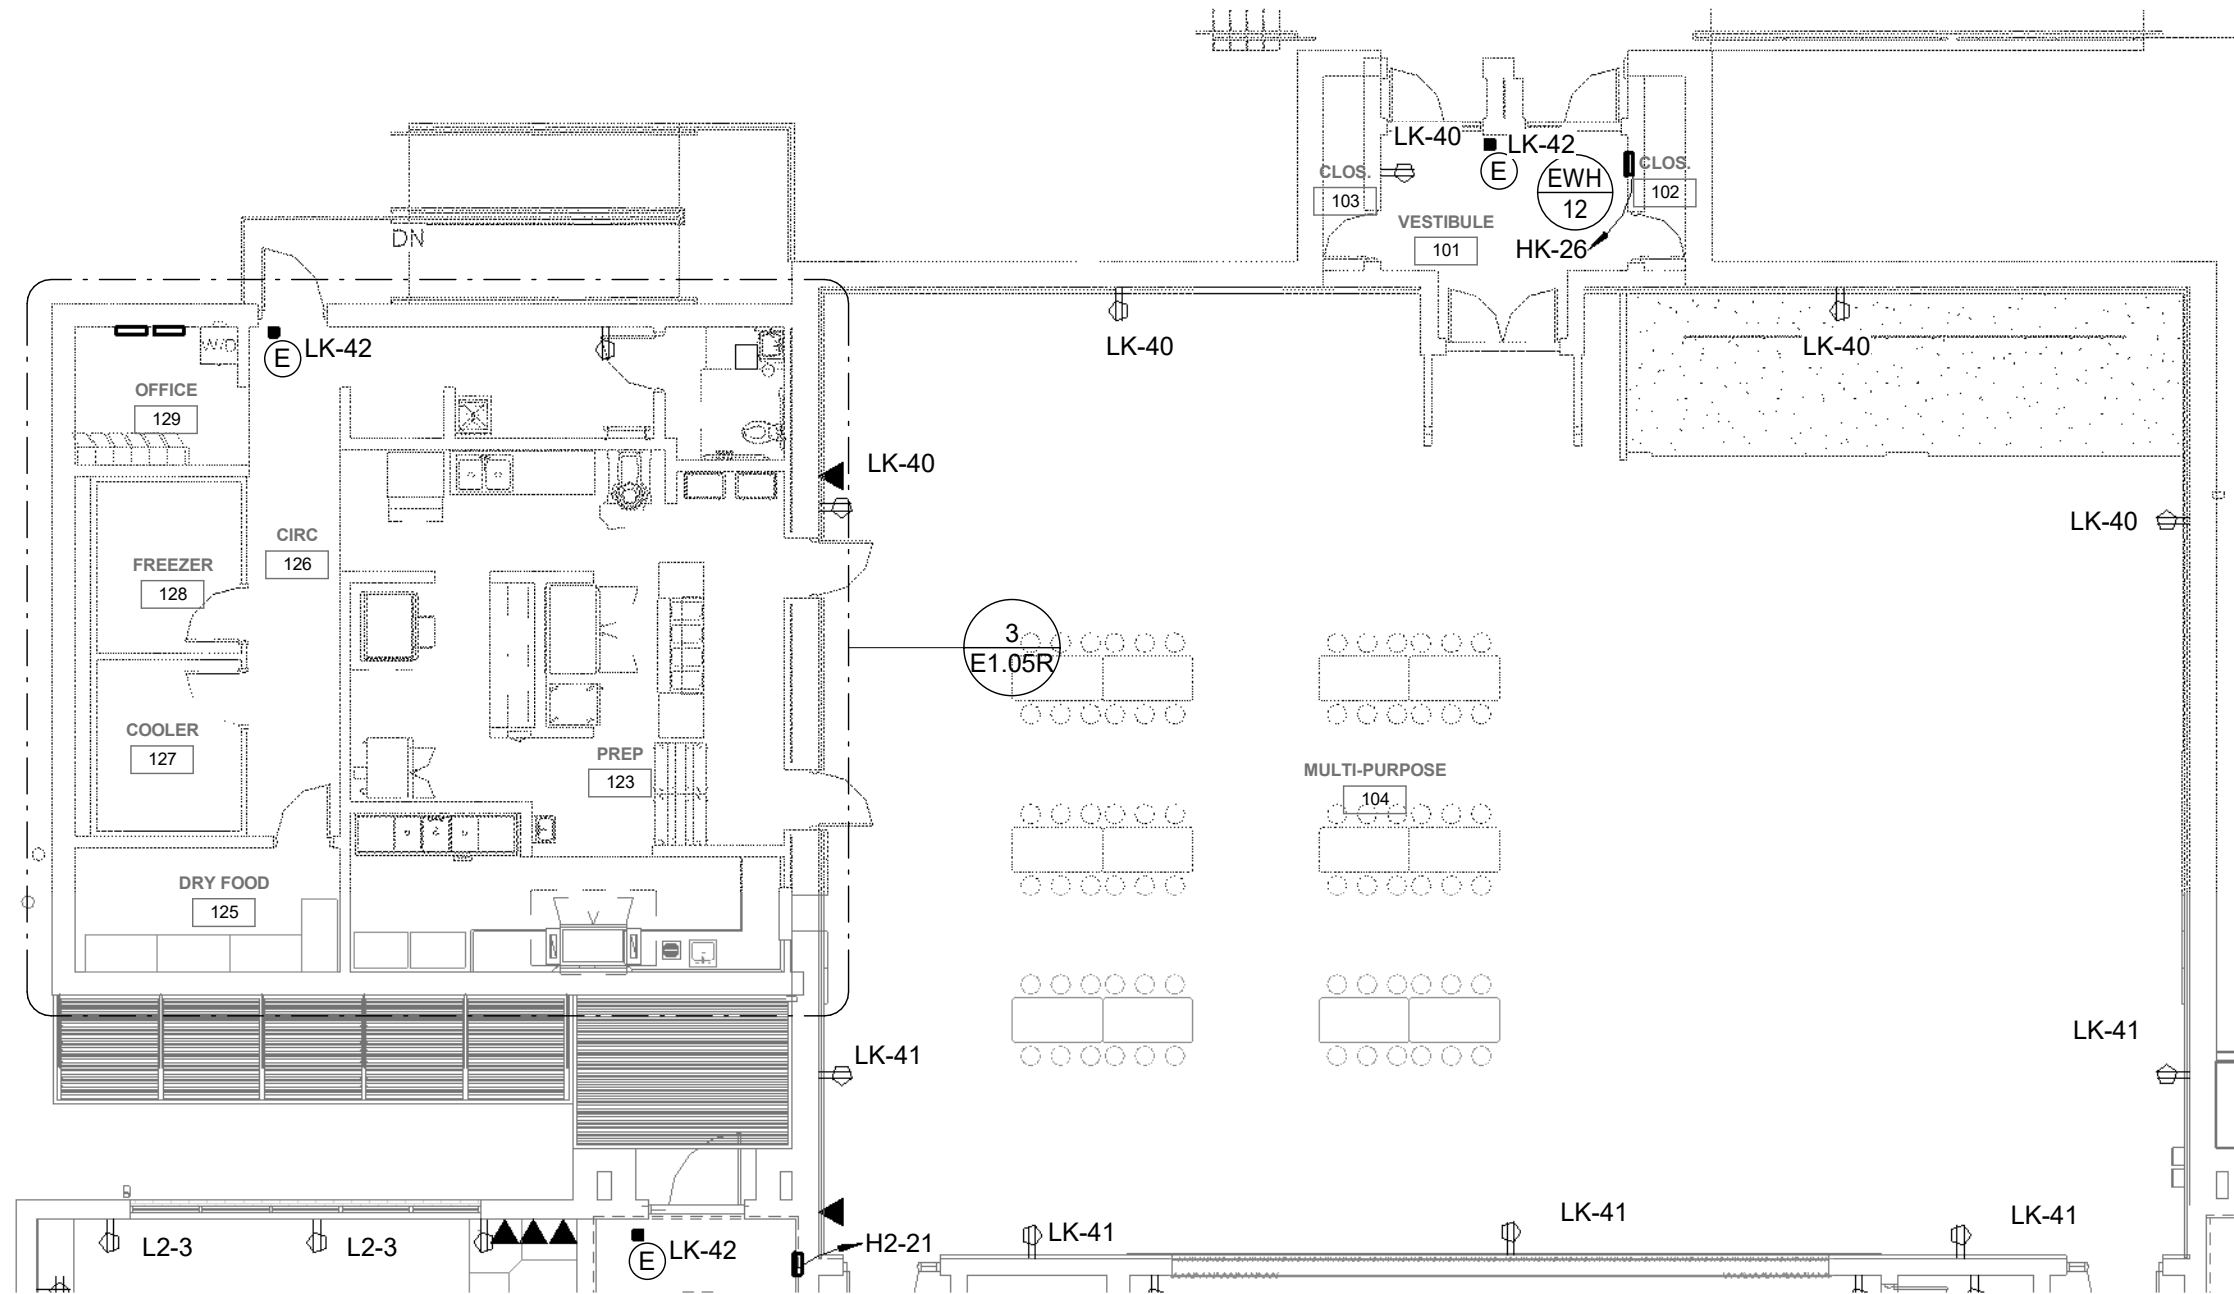 LK-40
LK-42
E
CLOS.
103
EWH
12
CLOS.
102
VESTIBULE
101
HK-26
DN
LK-42
E
W/D
LK-40
LK-40
OFFICE
129
LK-40
LK-40
CIRC
126
FREEZER
128
3
E1.05R
COOLER
127
PREP
123
MULTI-PURPOSE
104
DRY FOOD
125
LK-41
LK-41
L2-3
L2-3
E
LK-42
H2-21
LK-41
LK-41
LK-41